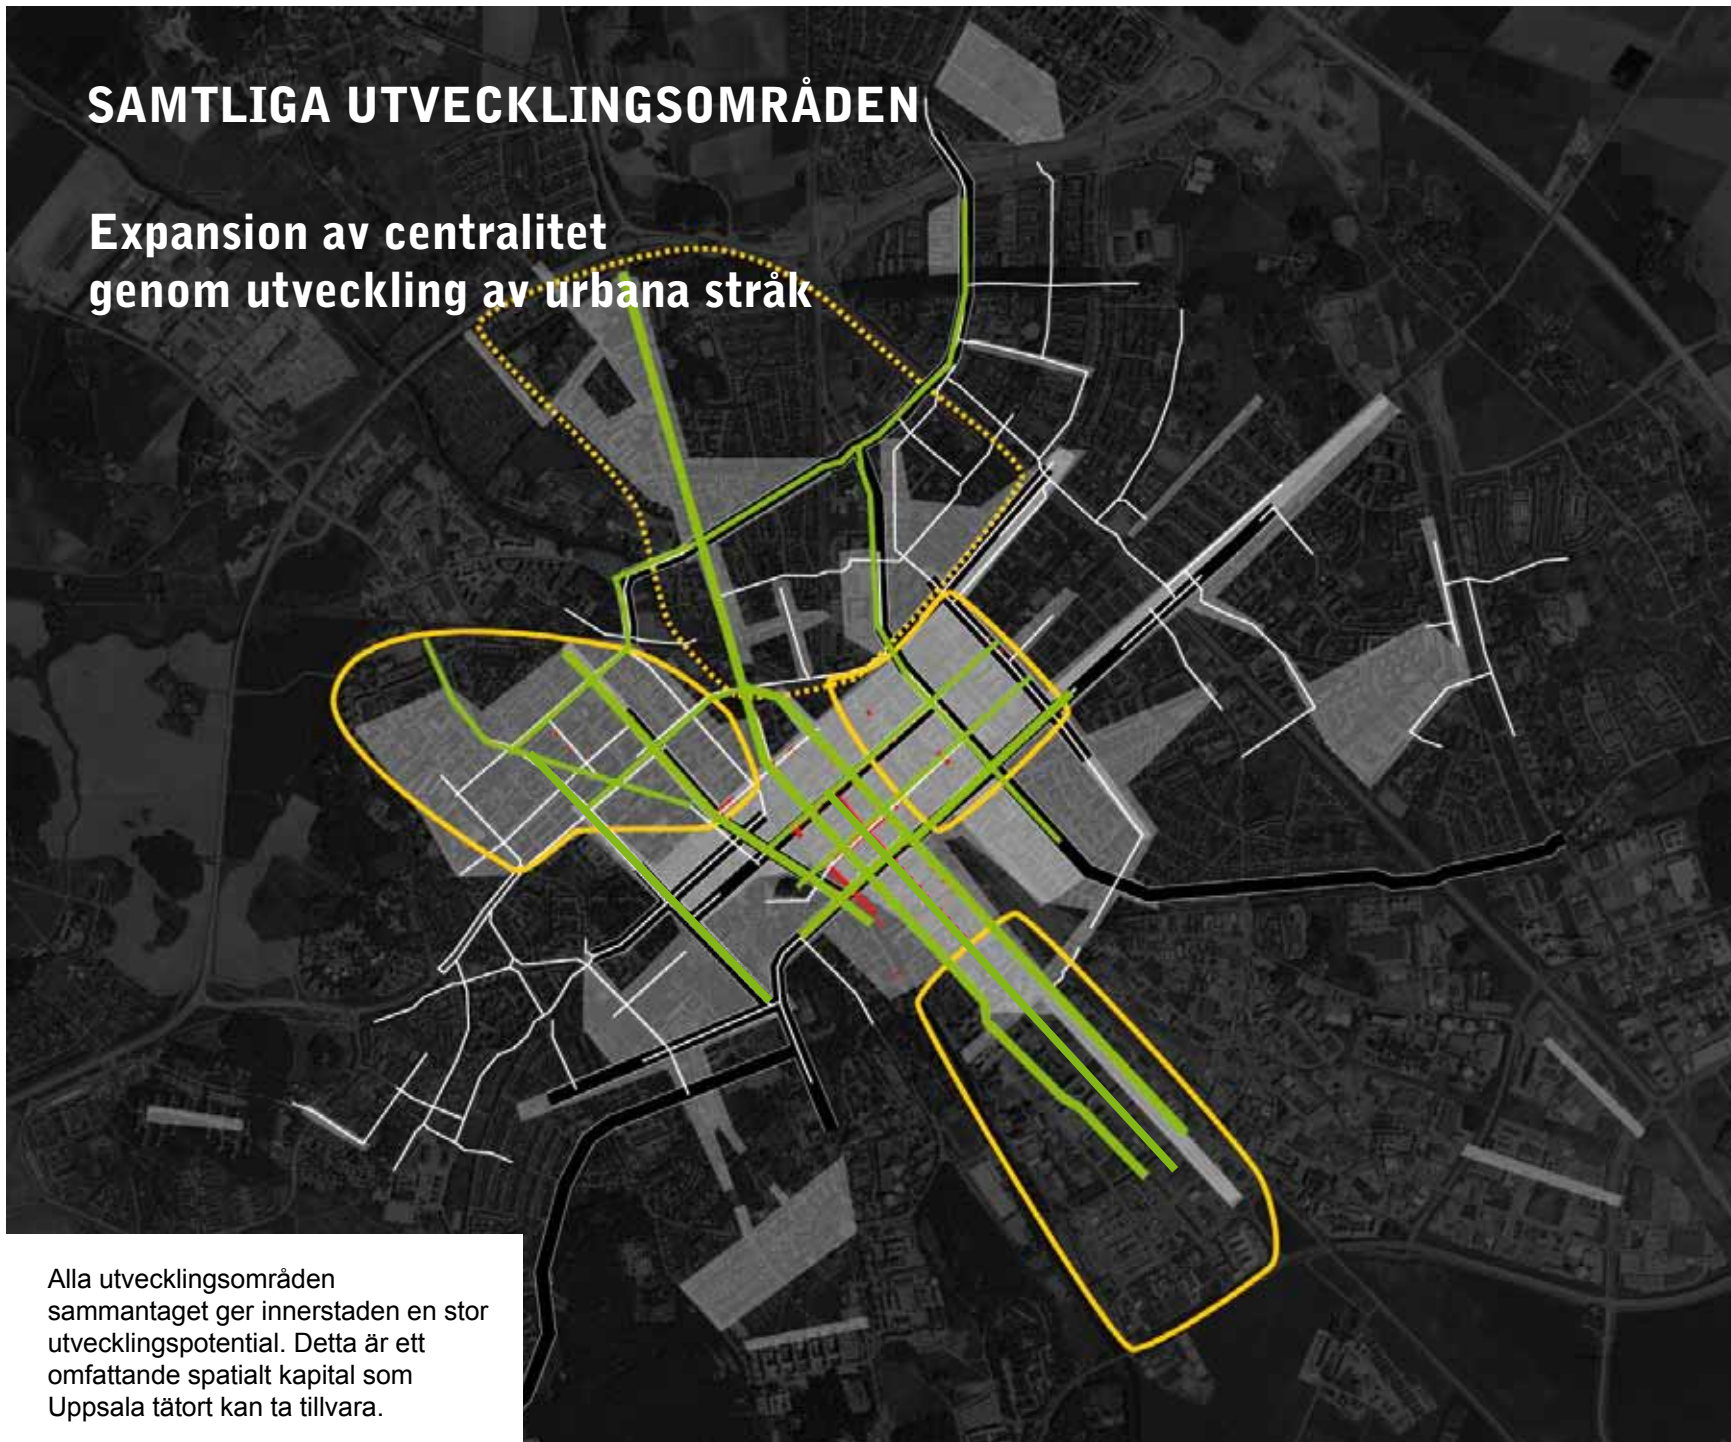 SAMTLIGA UTVECKLINGSOMRÅDEN
Expansion av centralitet
genom utveckling av urbana stråk
Alla utvecklingsområden
sammantaget ger innerstaden en stor
utvecklingspotential. Detta är ett
omfattande spatialt kapital som
Uppsala tätort kan ta tillvara.